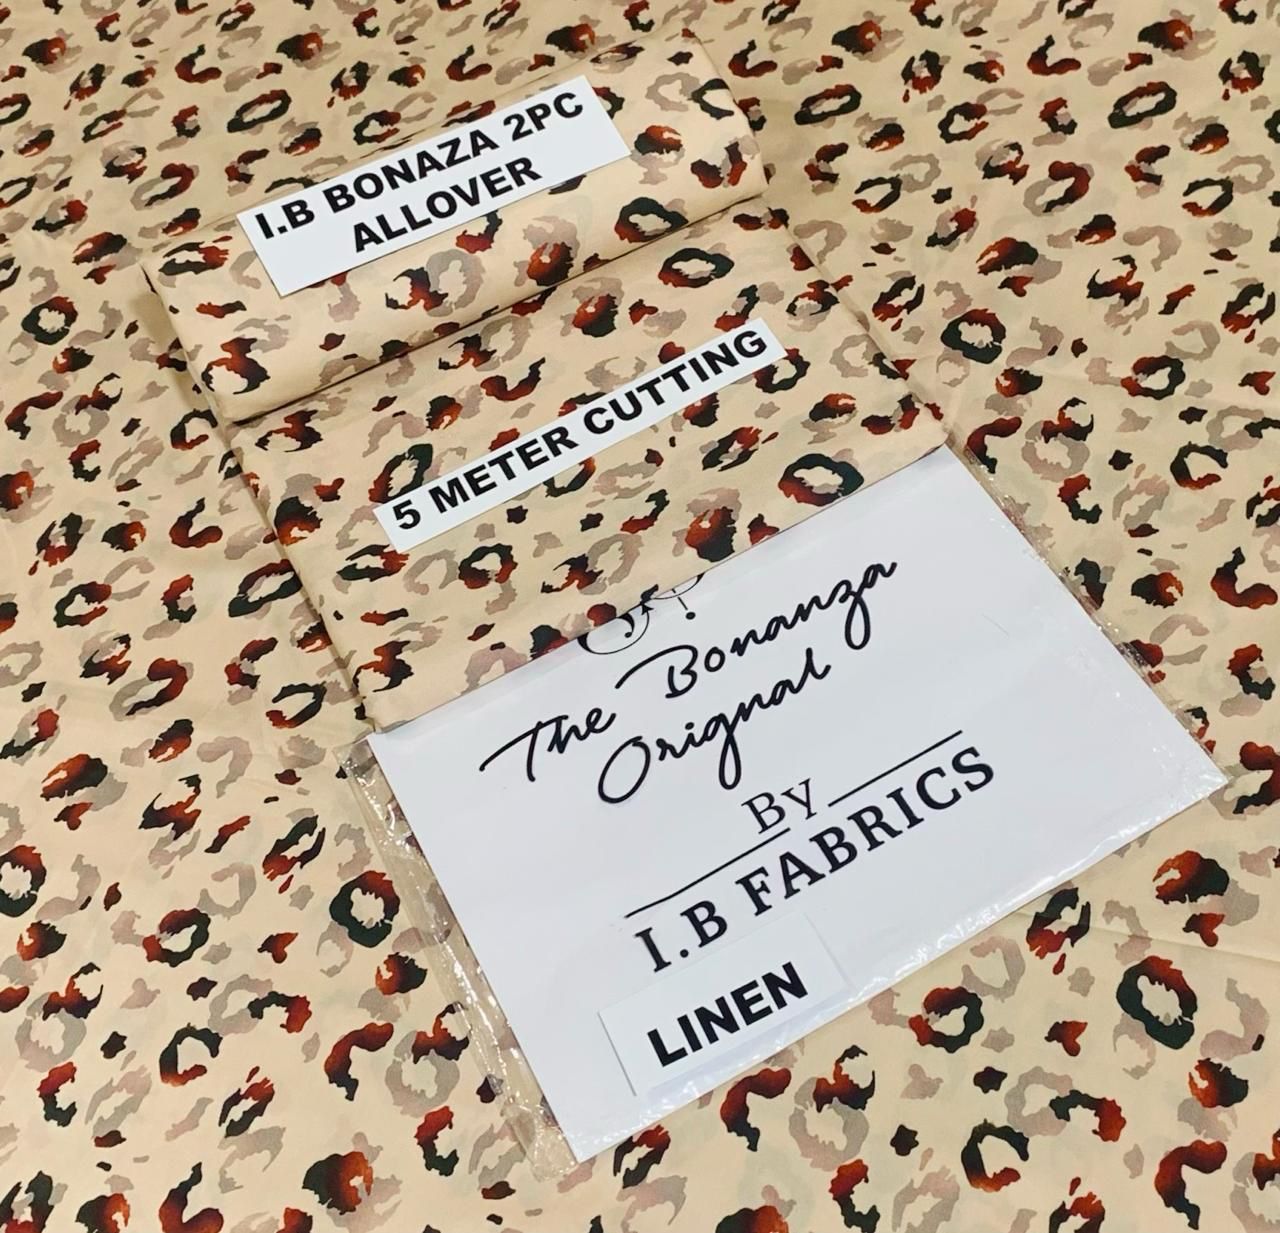 I.B BONAZA 2PC
ALLOVER
5 METER CUTTING
The Bonanza
Orignal
By
I.B FABRICS
LINEN